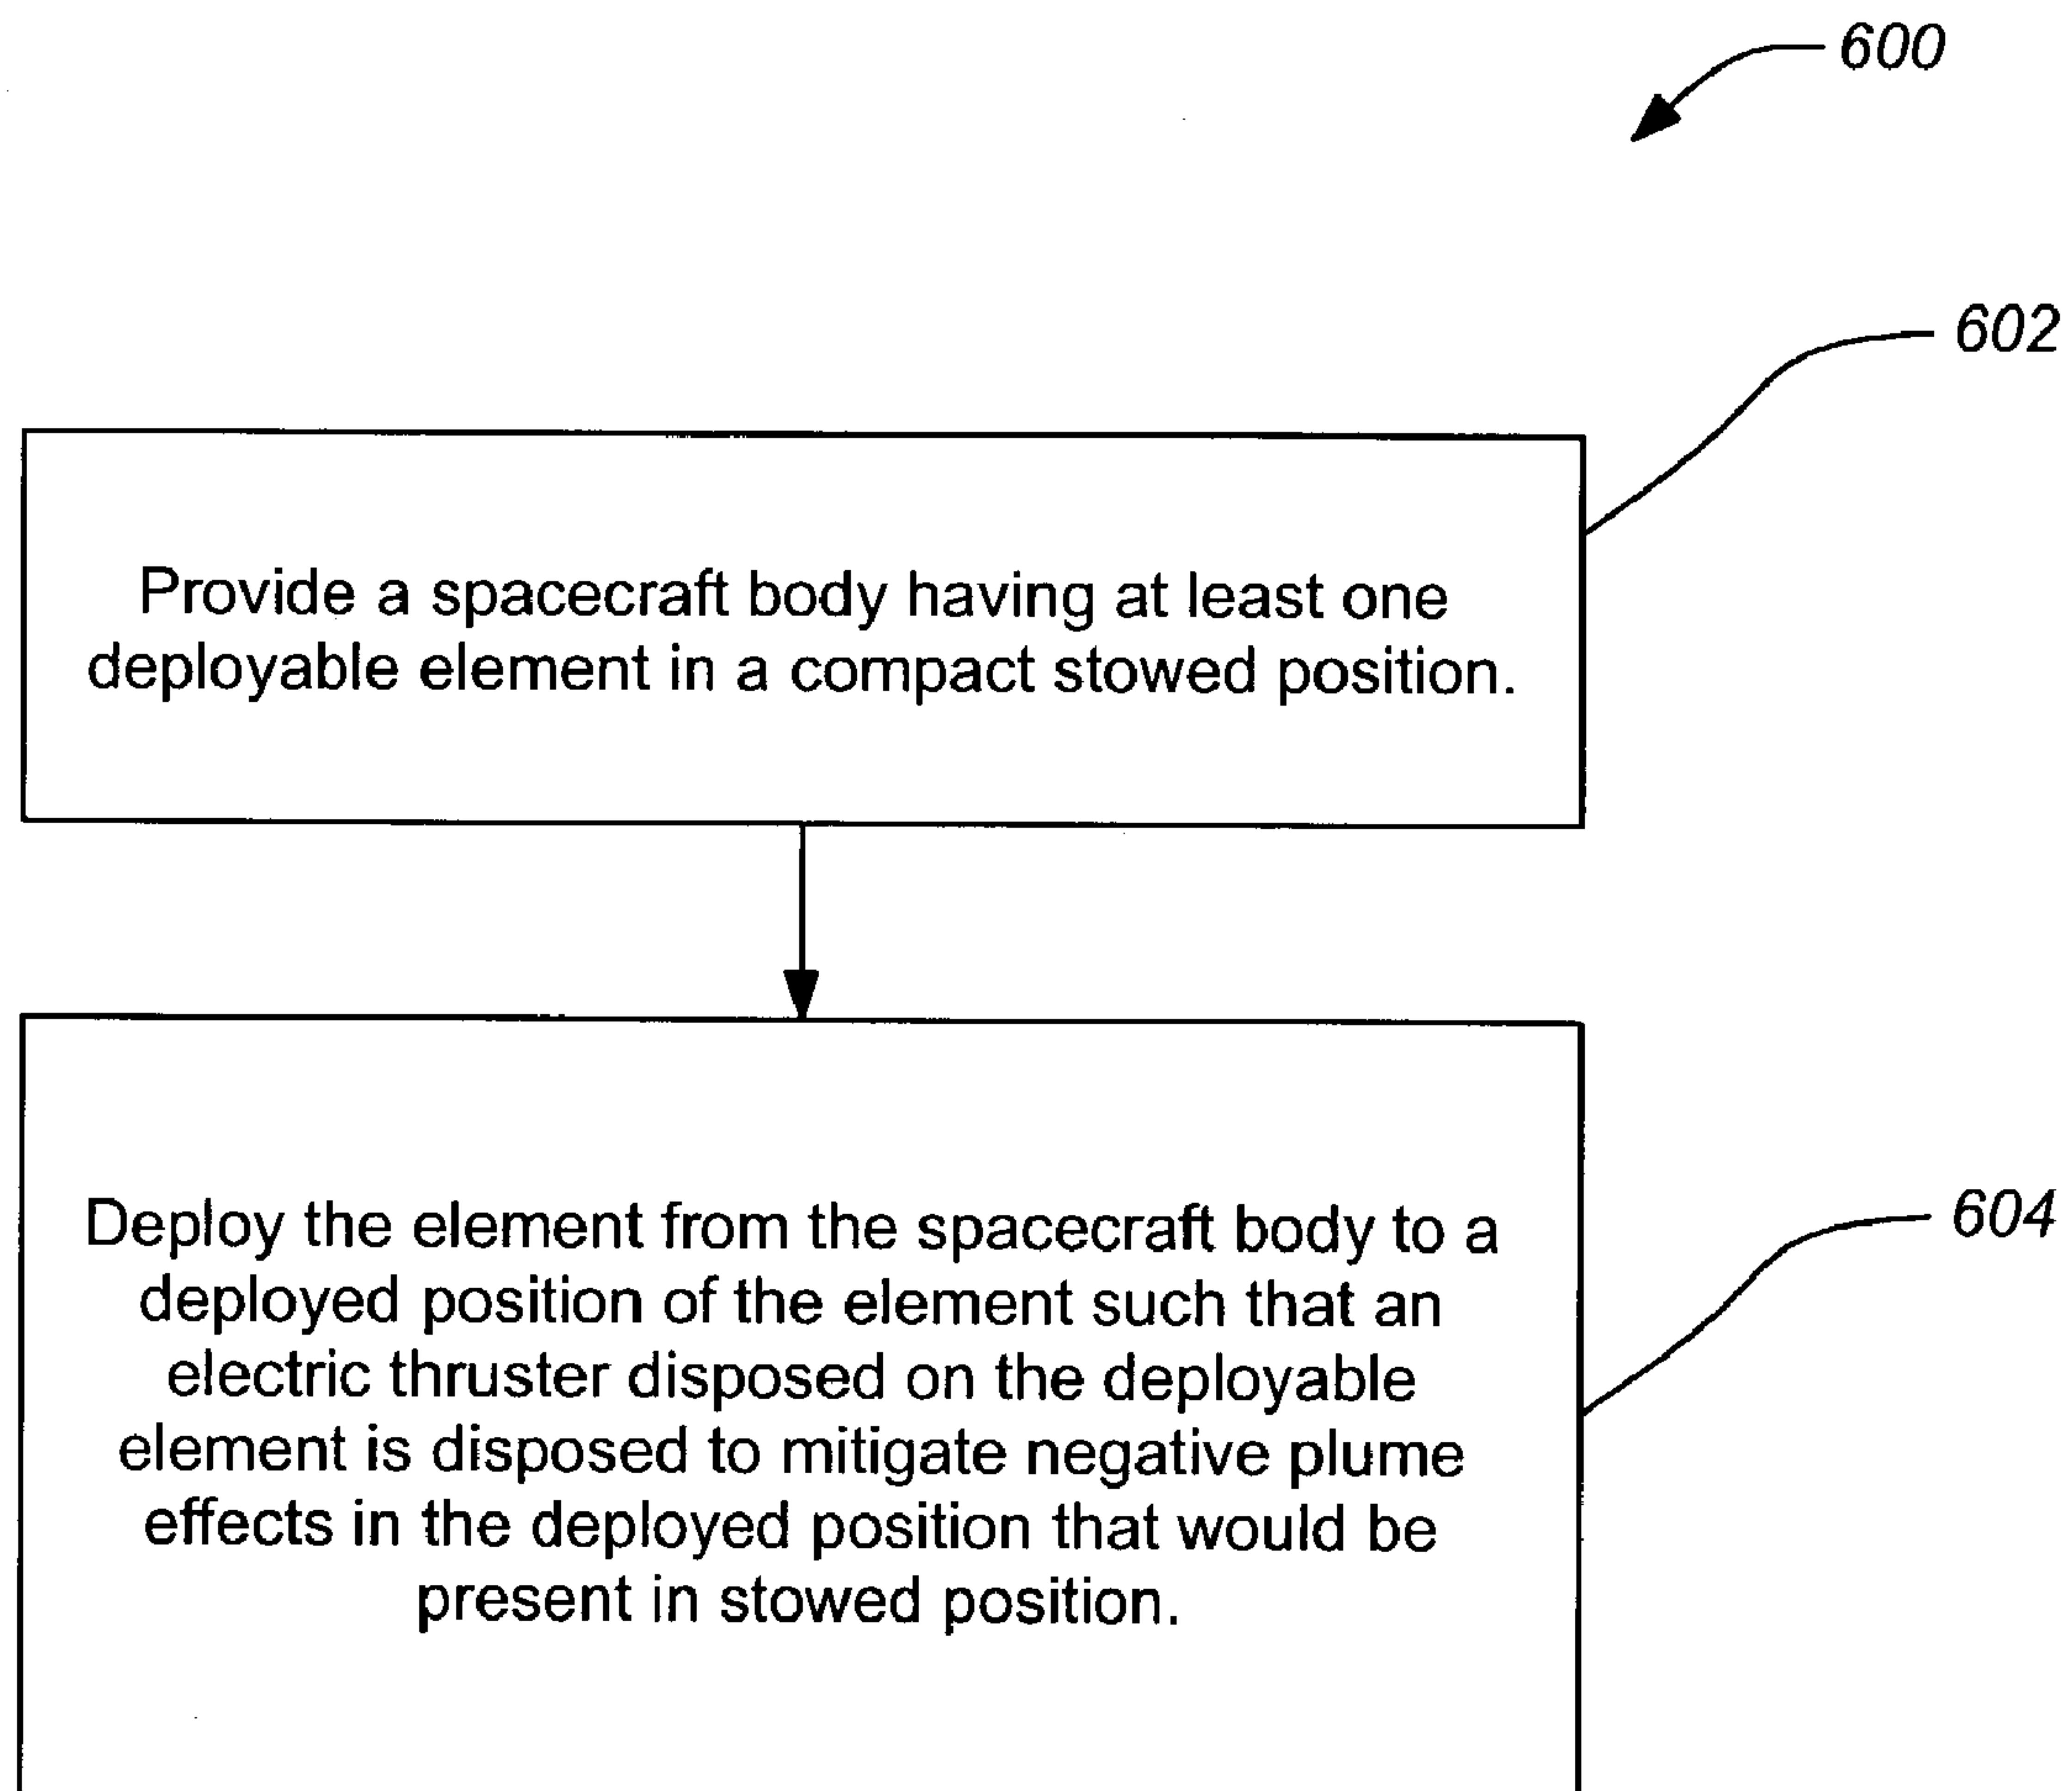 600
602
Provide a spacecraft body having at least one
deployable element in a compact stowed position.
604
Deploy the element from the spacecraft body to a
deployed position of the element such that an
electric thruster disposed on the deployable
element is disposed to mitigate negative plume
effects in the deployed position that would be
present in stowed position.